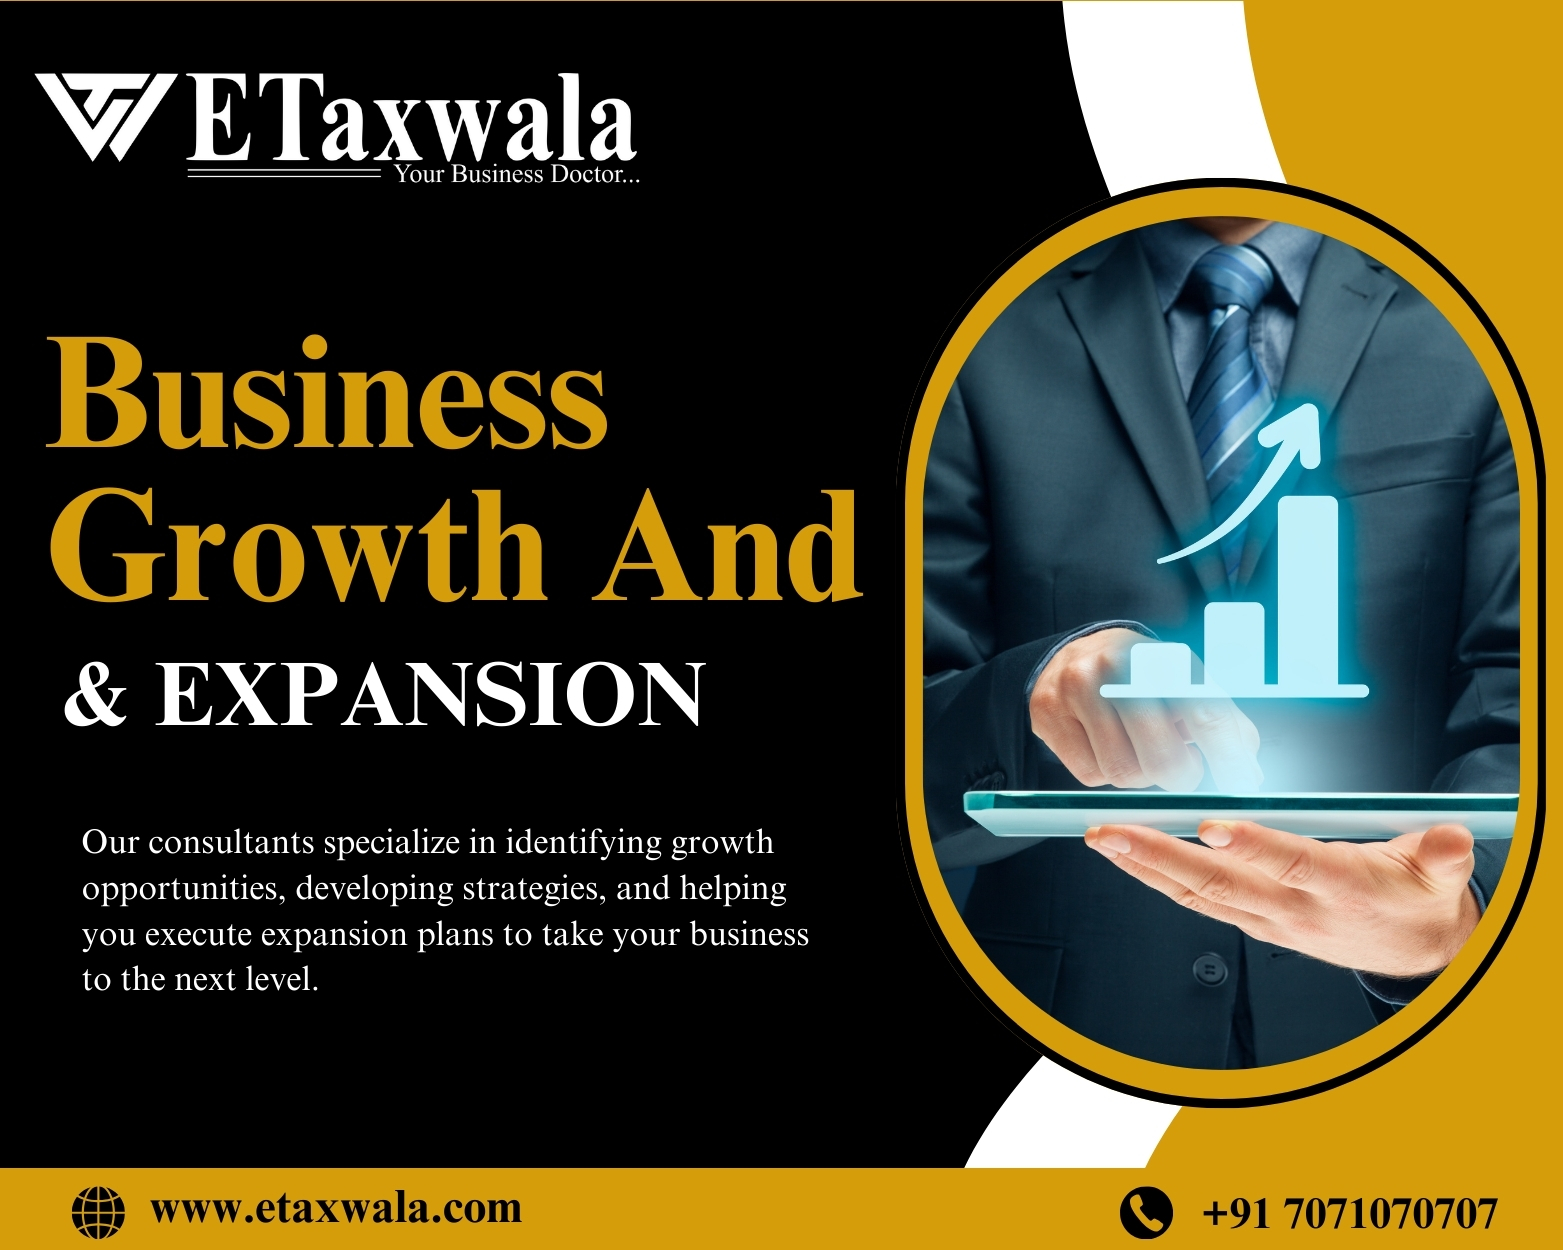 ETaxwala
Your Business Doctor...
Business
Growth And
& EXPANSION
Our consultants specialize in identifying growth
opportunities, developing strategies, and helping
you execute expansion plans to take your business
to the next level.
www.etaxwala.com
+91 7071070707